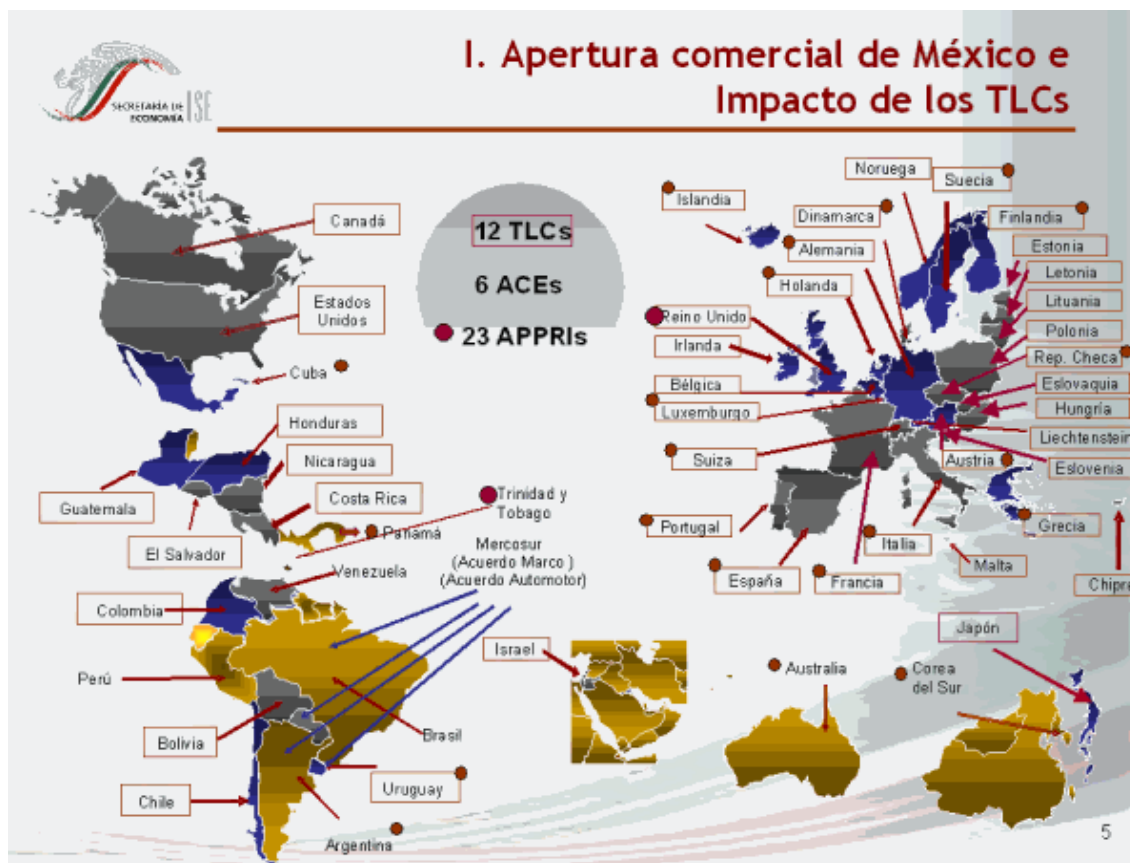 I. Apertura comercial de México e
Impacto de los TLCs
SECRETARÍA DE
ECONOMÍA
ISE
12 TLCs
6 ACEs
23 APPRIs
Canadá
Estados
Unidos
Cuba
Honduras
Nicaragua
Costa Rica
Guatemala
El Salvador
Panamá
Trinidad y
Tobago
Mercosur
(Acuerdo Marco )
(Acuerdo Automotor)
Venezuela
Colombia
Perú
Bolivia
Brasil
Chile
Uruguay
Argentina
Noruega
Suecia
Islandia
Dinamarca
Finlandia
Alemania
Estonia
Letonia
Holanda
Lituania
Reino Unido
Polonia
Irlanda
Rep. Checa
Bélgica
Eslovaquia
Luxemburgo
Hungría
Liechtenstein
Suiza
Austria
Eslovenia
Portugal
Italia
Grecia
España
Francia
Malta
Chipre
Israel
Australia
Corea
del Sur
Japón
5